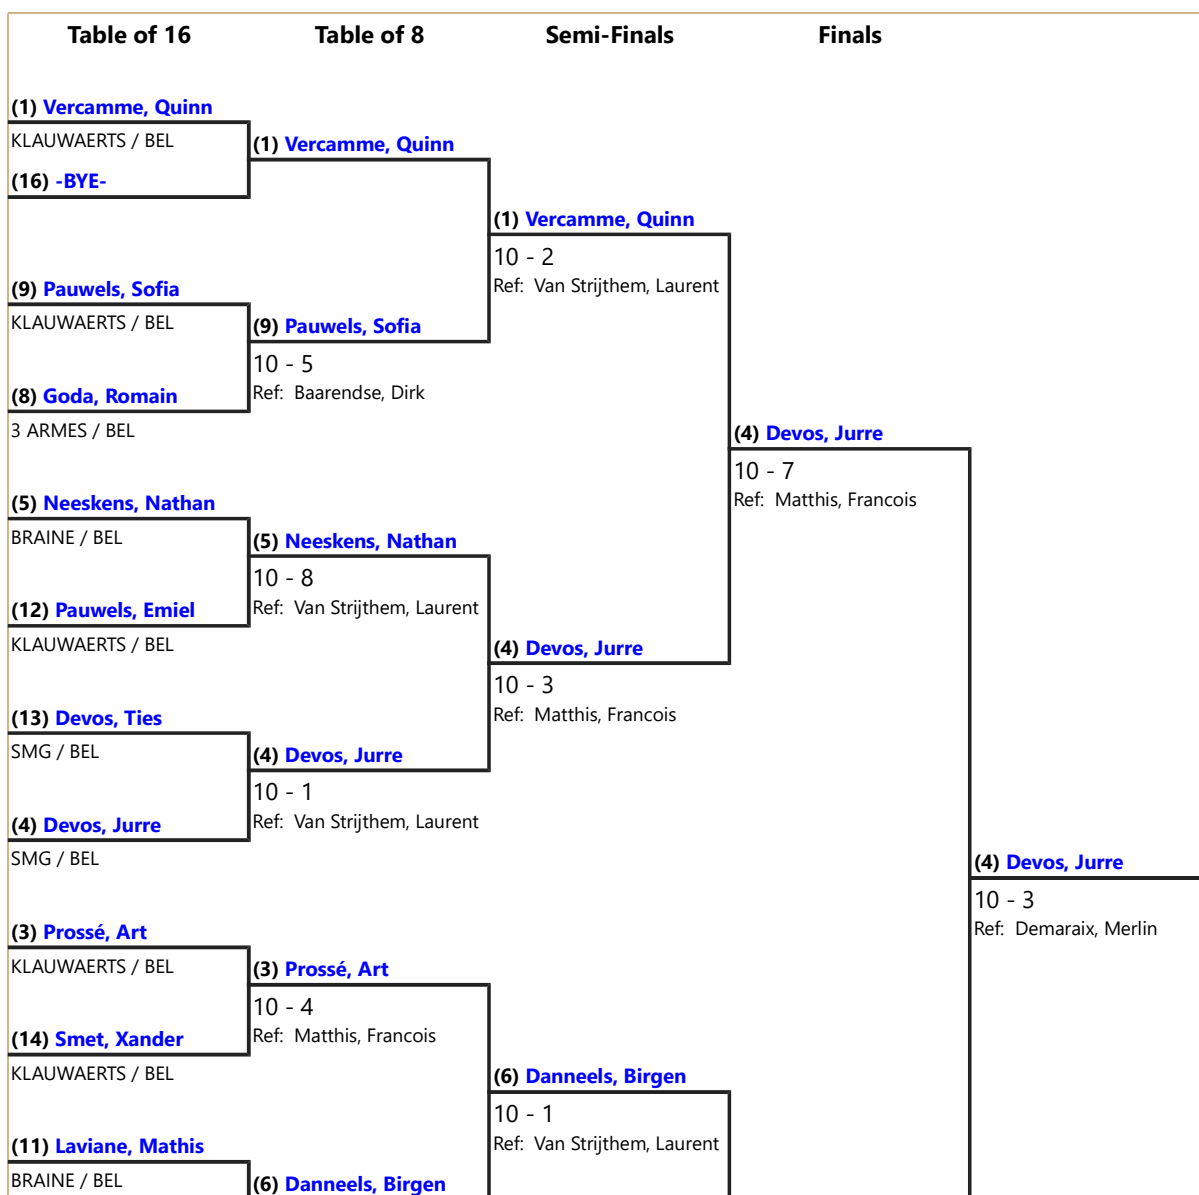 Table of 16
Table of 8
Semi-Finals
Finals
(1) Vercamme, Quinn
KLAUWAERTS / BEL
(16) -BYE-
(9) Pauwels, Sofia
KLAUWAERTS / BEL
(8) Goda, Romain
3 ARMES / BEL
(5) Neeskens, Nathan
BRAINE / BEL
(12) Pauwels, Emiel
KLAUWAERTS / BEL
(13) Devos, Ties
SMG / BEL
(4) Devos, Jurre
SMG / BEL
(3) Prossé, Art
KLAUWAERTS / BEL
(14) Smet, Xander
KLAUWAERTS / BEL
(11) Laviane, Mathis
BRAINE / BEL
(1) Vercamme, Quinn
(9) Pauwels, Sofia
10 - 5
Ref: Baarendse, Dirk
(5) Neeskens, Nathan
10 - 8
Ref: Van Strijthem, Laurent
(4) Devos, Jurre
10 - 1
Ref: Van Strijthem, Laurent
(3) Prossé, Art
10 - 4
Ref: Matthis, Francois
(6) Danneels, Birgen
(1) Vercamme, Quinn
10 - 2
Ref: Van Strijthem, Laurent
(4) Devos, Jurre
10 - 3
Ref: Matthis, Francois
(6) Danneels, Birgen
10 - 1
Ref: Van Strijthem, Laurent
(4) Devos, Jurre
10 - 7
Ref: Matthis, Francois
(4) Devos, Jurre
10 - 3
Ref: Demaraix, Merlin